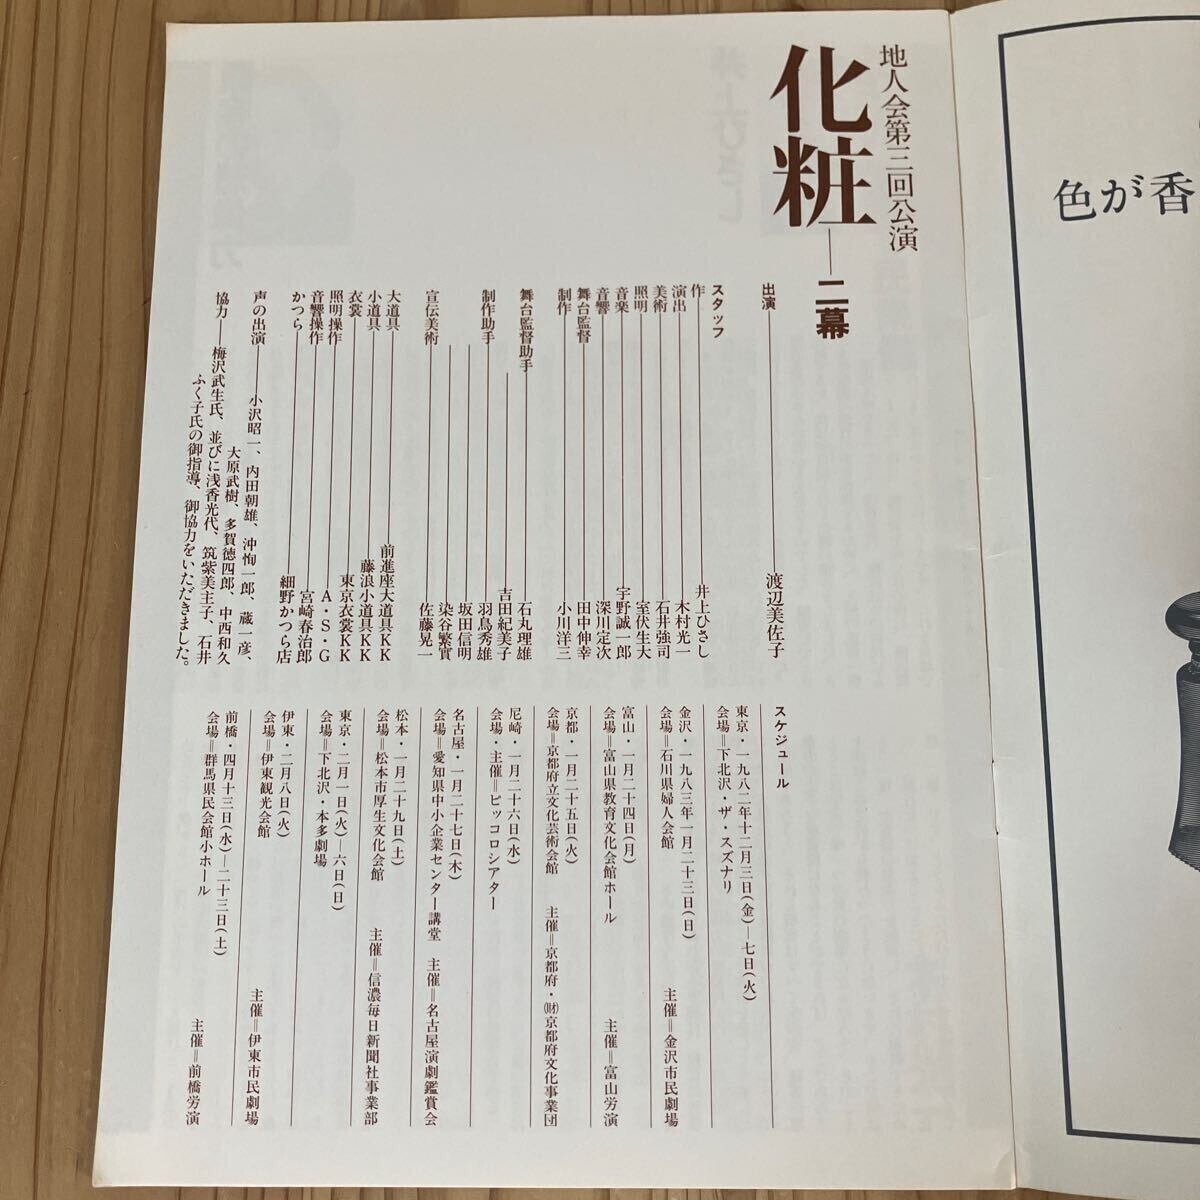 地人会第三回公演
化粧――二幕
出演――渡辺美佐子
スタッフ
作――井上ひさし
演出――木村光一
美術――石井強司
照明――室伏生大
音楽――宇野誠一郎
音響――深川定次
舞台監督――田中伸幸
制作――小川洋三
舞台監督助手――石丸理雄
――吉田紀美子
制作助手――羽鳥秀雄
――坂田信明
――染谷繁實
宣伝美術――佐藤晃一
大道具――前進座大道具KK
小道具――藤浪小道具KK
衣裳――東京衣裳KK
照明操作――A・S・G
音響操作――宮崎春治郎
かつら――細野かつら店
声の出演――小沢昭一、内田朝雄、沖恂一郎、蔵一彦、
大原武樹、多賀徳四郎、中西和久
協力――梅沢武生氏、並びに浅香光代、筑紫美主子、石井
ふく子氏の御指導、御協力をいただきました。
スケジュール
東京・一九八二年十二月三日(金)―七日(火)
会場=下北沢・ザ・スズナリ
金沢・一九八三年一月二十三日(日)
会場=石川県婦人会館 主催=金沢市民劇場
富山・一月二十四日(月)
会場=富山県教育文化会館ホール 主催=富山労演
京都・一月二十五日(火)
会場=京都府立文化芸術会館 主催=京都府・㈶京都府文化事業団
尼崎・一月二十六日(水)
会場・主催=ピッコロシアター
名古屋・一月二十七日(木)
会場=愛知県中小企業センター講堂 主催=名古屋演劇鑑賞会
松本・一月二十九日(土)
会場=松本市厚生文化会館 主催=信濃毎日新聞社事業部
東京・二月一日(火)―六日(日)
会場=下北沢・本多劇場
伊東・二月八日(火)
会場=伊東観光会館 主催=伊東市民劇場
前橋・四月十三日(水)―二十三日(土)
会場=群馬県民会館小ホール 主催=前橋労演
色が香